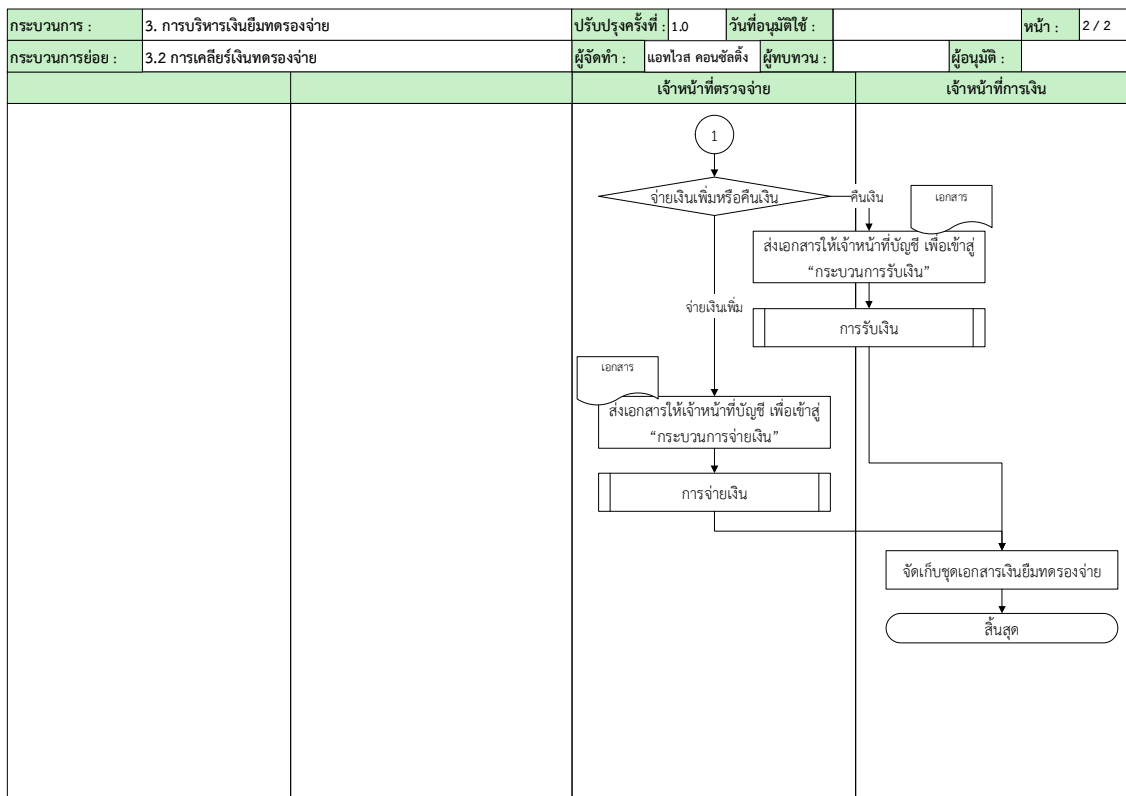 กระบวนการ : 3. การบริหารเงินยืมทดรองจ่าย ปรับปรุงครั้งที่ : 1.0 วันที่อนุมัติใช้ : หน้า : 2 / 2
กระบวนการย่อย : 3.2 การเคลียร์เงินทดรองจ่าย ผู้จัดทำ : แอทไวส คอนซัลติ้ง ผู้ทบทวน : ผู้อนุมัติ :
เจ้าหน้าที่ตรวจจ่าย เจ้าหน้าที่การเงิน
1
จ่ายเงินเพิ่มหรือคืนเงิน คืนเงิน เอกสาร
ส่งเอกสารให้เจ้าหน้าที่บัญชี เพื่อเข้าสู่
“กระบวนการรับเงิน”
จ่ายเงินเพิ่ม
การรับเงิน
เอกสาร
ส่งเอกสารให้เจ้าหน้าที่บัญชี เพื่อเข้าสู่
“กระบวนการจ่ายเงิน”
การจ่ายเงิน
จัดเก็บชุดเอกสารเงินยืมทดรองจ่าย
สิ้นสุด